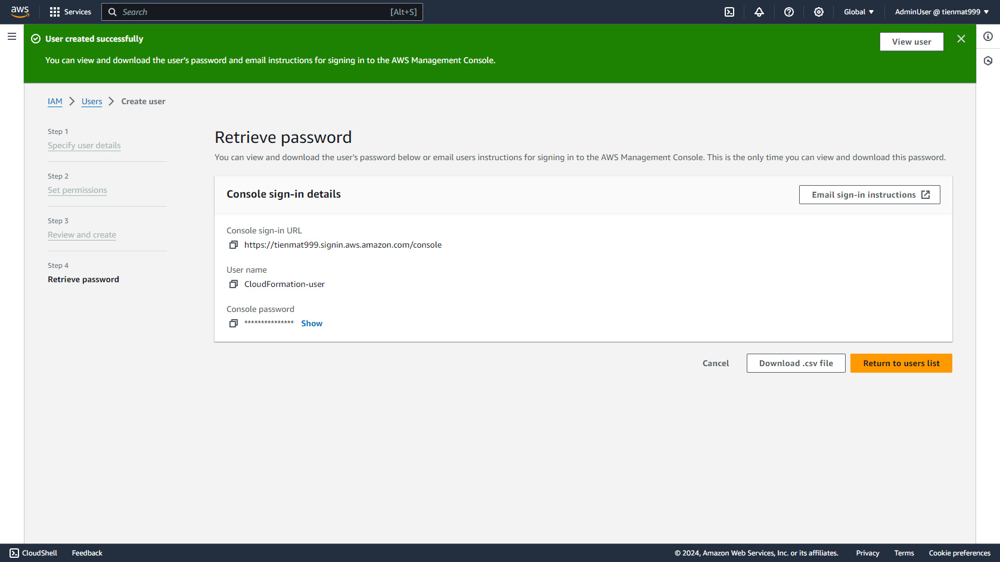 aws
Services
Search
[Alt+S]
Global
AdminUser @ tienmat999
User created successfully
You can view and download the user's password and email instructions for signing in to the AWS Management Console.
View user
IAM
Users
Create user
Step 1
Specify user details
Step 2
Set permissions
Step 3
Review and create
Step 4
Retrieve password
Retrieve password
You can view and download the user's password below or email users instructions for signing in to the AWS Management Console. This is the only time you can view and download this password.
Console sign-in details
Email sign-in instructions
Console sign-in URL
https://tienmat999.signin.aws.amazon.com/console
User name
CloudFormation-user
Console password
*************** Show
Cancel
Download .csv file
Return to users list
CloudShell
Feedback
© 2024, Amazon Web Services, Inc. or its affiliates.
Privacy
Terms
Cookie preferences